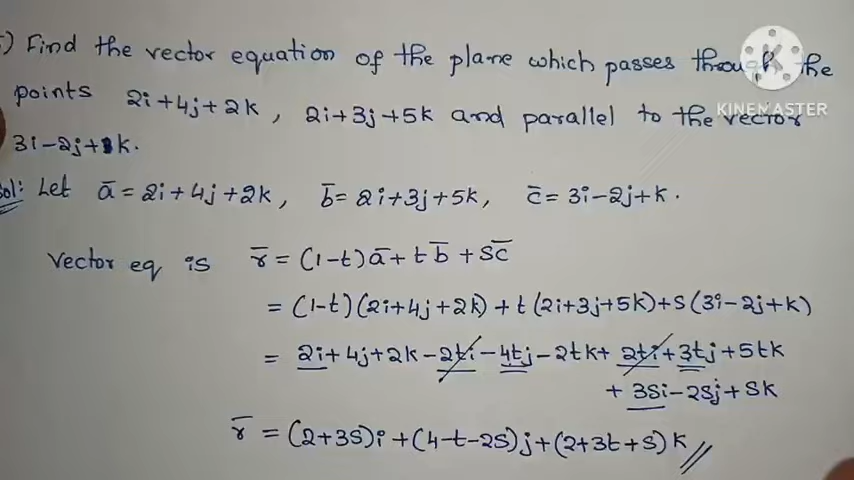 ) Find the vector equation of the plane which passes through the
points 2i+4j+2k, 2i+3j+5k and parallel to the vector
3i-2j+k.
KINEMASTER
Sol: Let a̅ = 2i+4j+2k, b̅ = 2i+3j+5k, c̅ = 3i-2j+k.
Vector eq is r̅ = (1-t)a̅ + t b̅ + s c̅
= (1-t)(2i+4j+2k) + t(2i+3j+5k) + s(3i-2j+k)
= 2i+4j+2k-2ti-4tj-2tk+2ti+3tj+5tk
+3si-2sj+sk
r̅ = (2+3s)i+(4-t-2s)j+(2+3t+s)k //